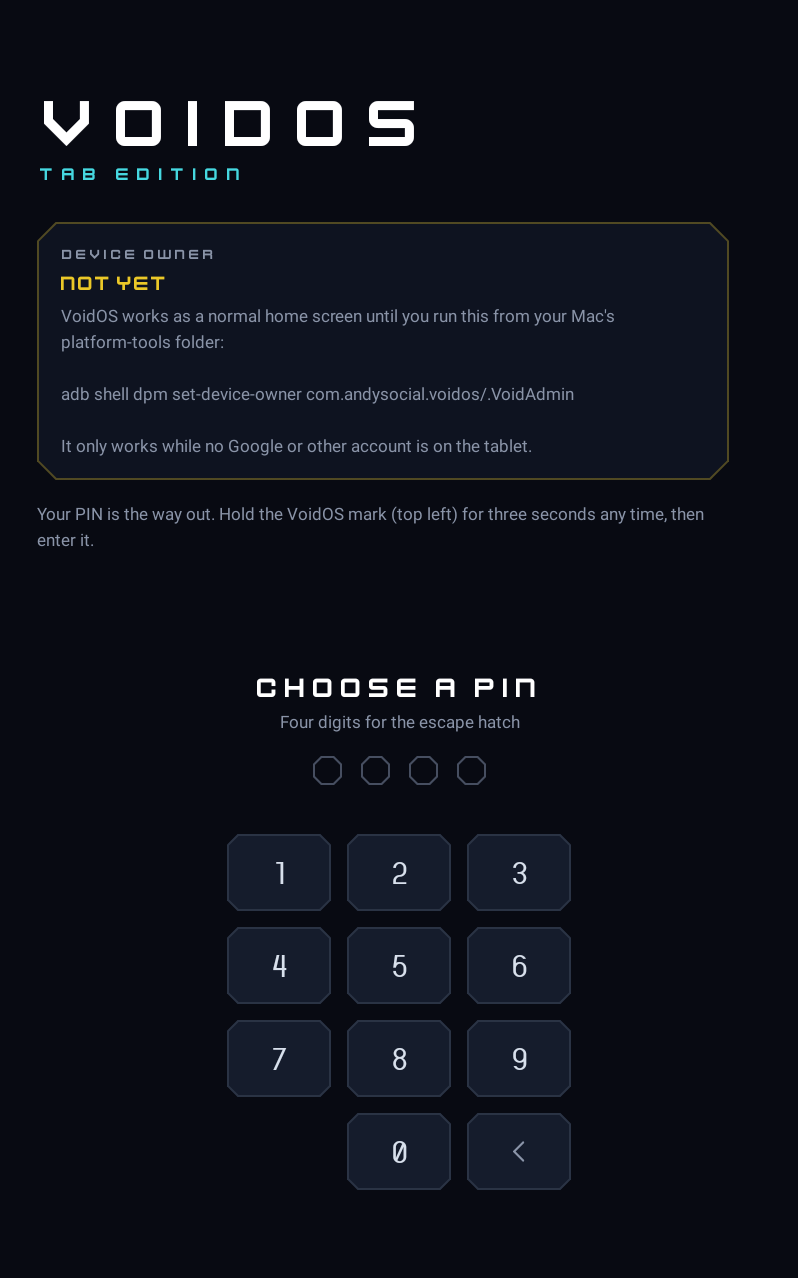 VOIDOS
TAB EDITION
DEVICE OWNER
NOT YET
VoidOS works as a normal home screen until you run this from your Mac's
platform-tools folder:
adb shell dpm set-device-owner com.andysocial.voidos/.VoidAdmin
It only works while no Google or other account is on the tablet.
Your PIN is the way out. Hold the VoidOS mark (top left) for three seconds any time, then
enter it.
CHOOSE A PIN
Four digits for the escape hatch
1 2 3
4 5 6
7 8 9
0 <